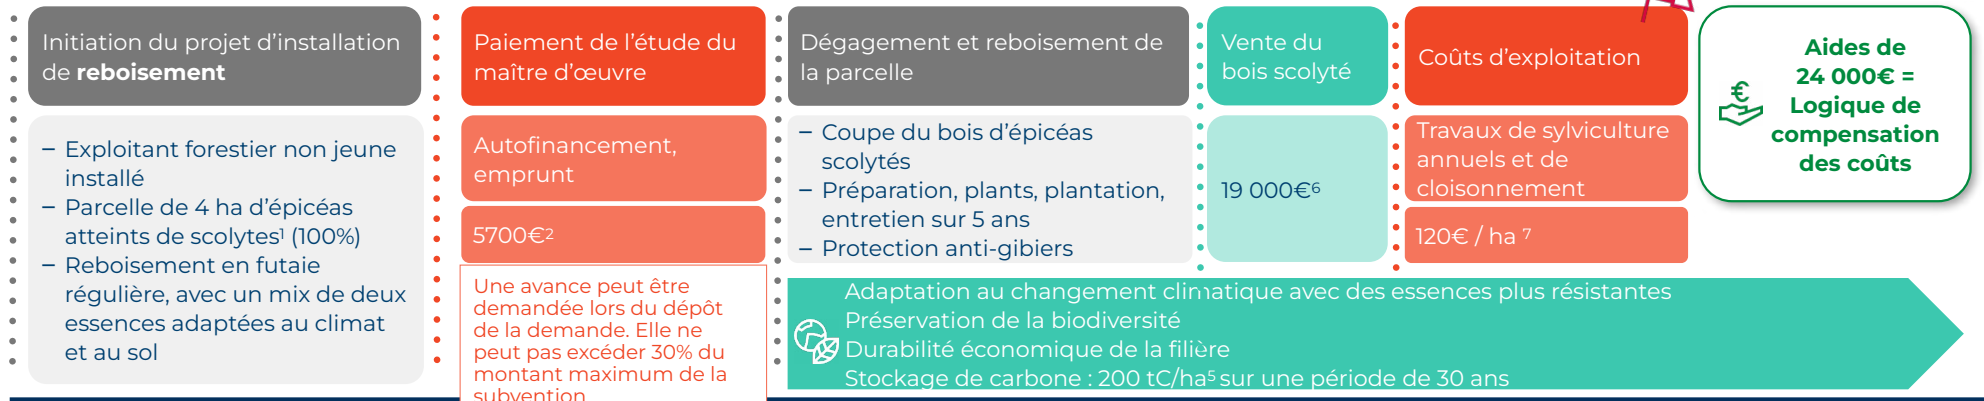 Initiation du projet d’installation
de reboisement
– Exploitant forestier non jeune
installé
– Parcelle de 4 ha d’épicéas
atteints de scolytes¹ (100%)
– Reboisement en futaie
régulière, avec un mix de deux
essences adaptées au climat
et au sol
Paiement de l’étude du
maître d’œuvre
Autofinancement,
emprunt
5700€²
Une avance peut être
demandée lors du dépôt
de la demande. Elle ne
peut pas excéder 30% du
montant maximum de la
subvention
Dégagement et reboisement de
la parcelle
– Coupe du bois d’épicéas
scolytés
– Préparation, plants, plantation,
entretien sur 5 ans
– Protection anti-gibiers
Vente du
bois scolyté
19 000€⁶
Coûts d’exploitation
Travaux de sylviculture
annuels et de
cloisonnement
120€ / ha ⁷
Aides de
24 000€ =
Logique de
compensation
des coûts
€
Adaptation au changement climatique avec des essences plus résistantes
Préservation de la biodiversité
Durabilité économique de la filière
Stockage de carbone : 200 tC/ha⁵ sur une période de 30 ans